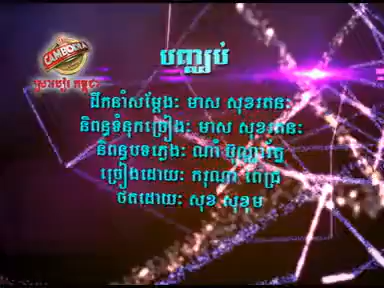 CAMBODIA
បញ្ឈប់
ដឹកនាំសម្ដែង: មាស សុខរតនៈ
និពន្ធទំនុកច្រៀង: មាស សុខរតនៈ
និពន្ធបទភ្លេង: ណាំ ប៊ុណ្ណារ័ត្ន
ច្រៀងដោយ: ករុណា ពេជ្រ
ថតដោយ: សុខ សុខុម